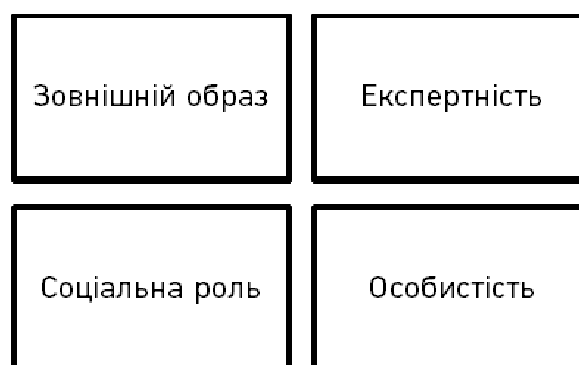 Зовнішній образ
Експертність
Соціальна роль
Особистість